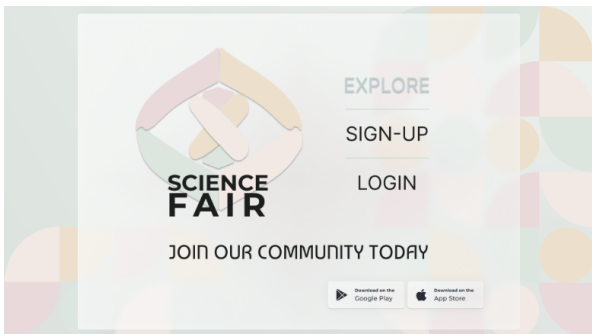 EXPLORE
SIGN-UP
LOGIN
SCIENCE
FAIR
JOIN OUR COMMUNITY TODAY
Download on the
Google Play
Download on the
App Store